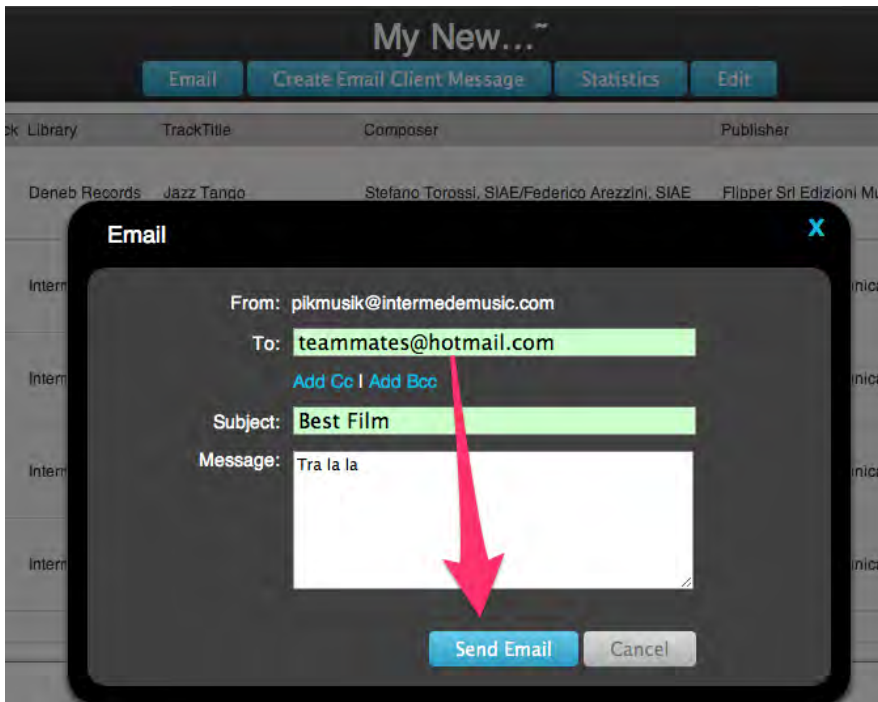 My New...˜
Email Create Email Client Message Statistics Edit
Library TrackTitle Composer Publisher
Deneb Records Jazz Tango Stefano Torossi, SIAE/Federico Arezzini, SIAE Flipper Srl Edizioni
Email X
From: pikmusik@intermedemusic.com
To: teammates@hotmail.com
Add Cc | Add Bcc
Subject: Best Film
Message: Tra la la
Send Email Cancel